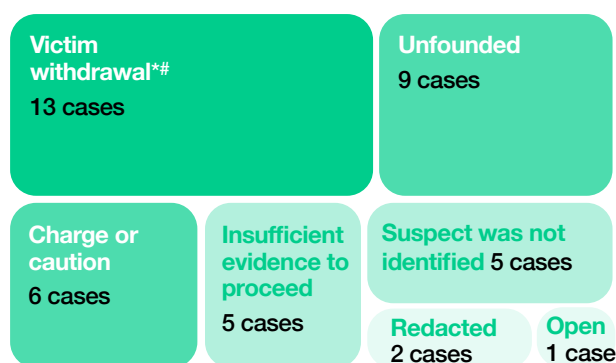 Victim
withdrawal*#
13 cases
Unfounded
9 cases
Charge or
caution
6 cases
Insufficient
evidence to
proceed
5 cases
Suspect was not
identified 5 cases
Redacted
2 cases
Open
1 case